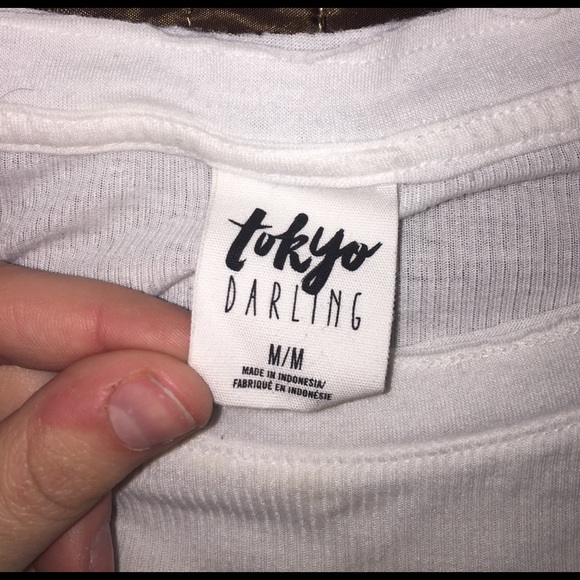 tokyo
DARLING
M/M
MADE IN INDONESIA/
FABRIQUÉ EN INDONÉSIE